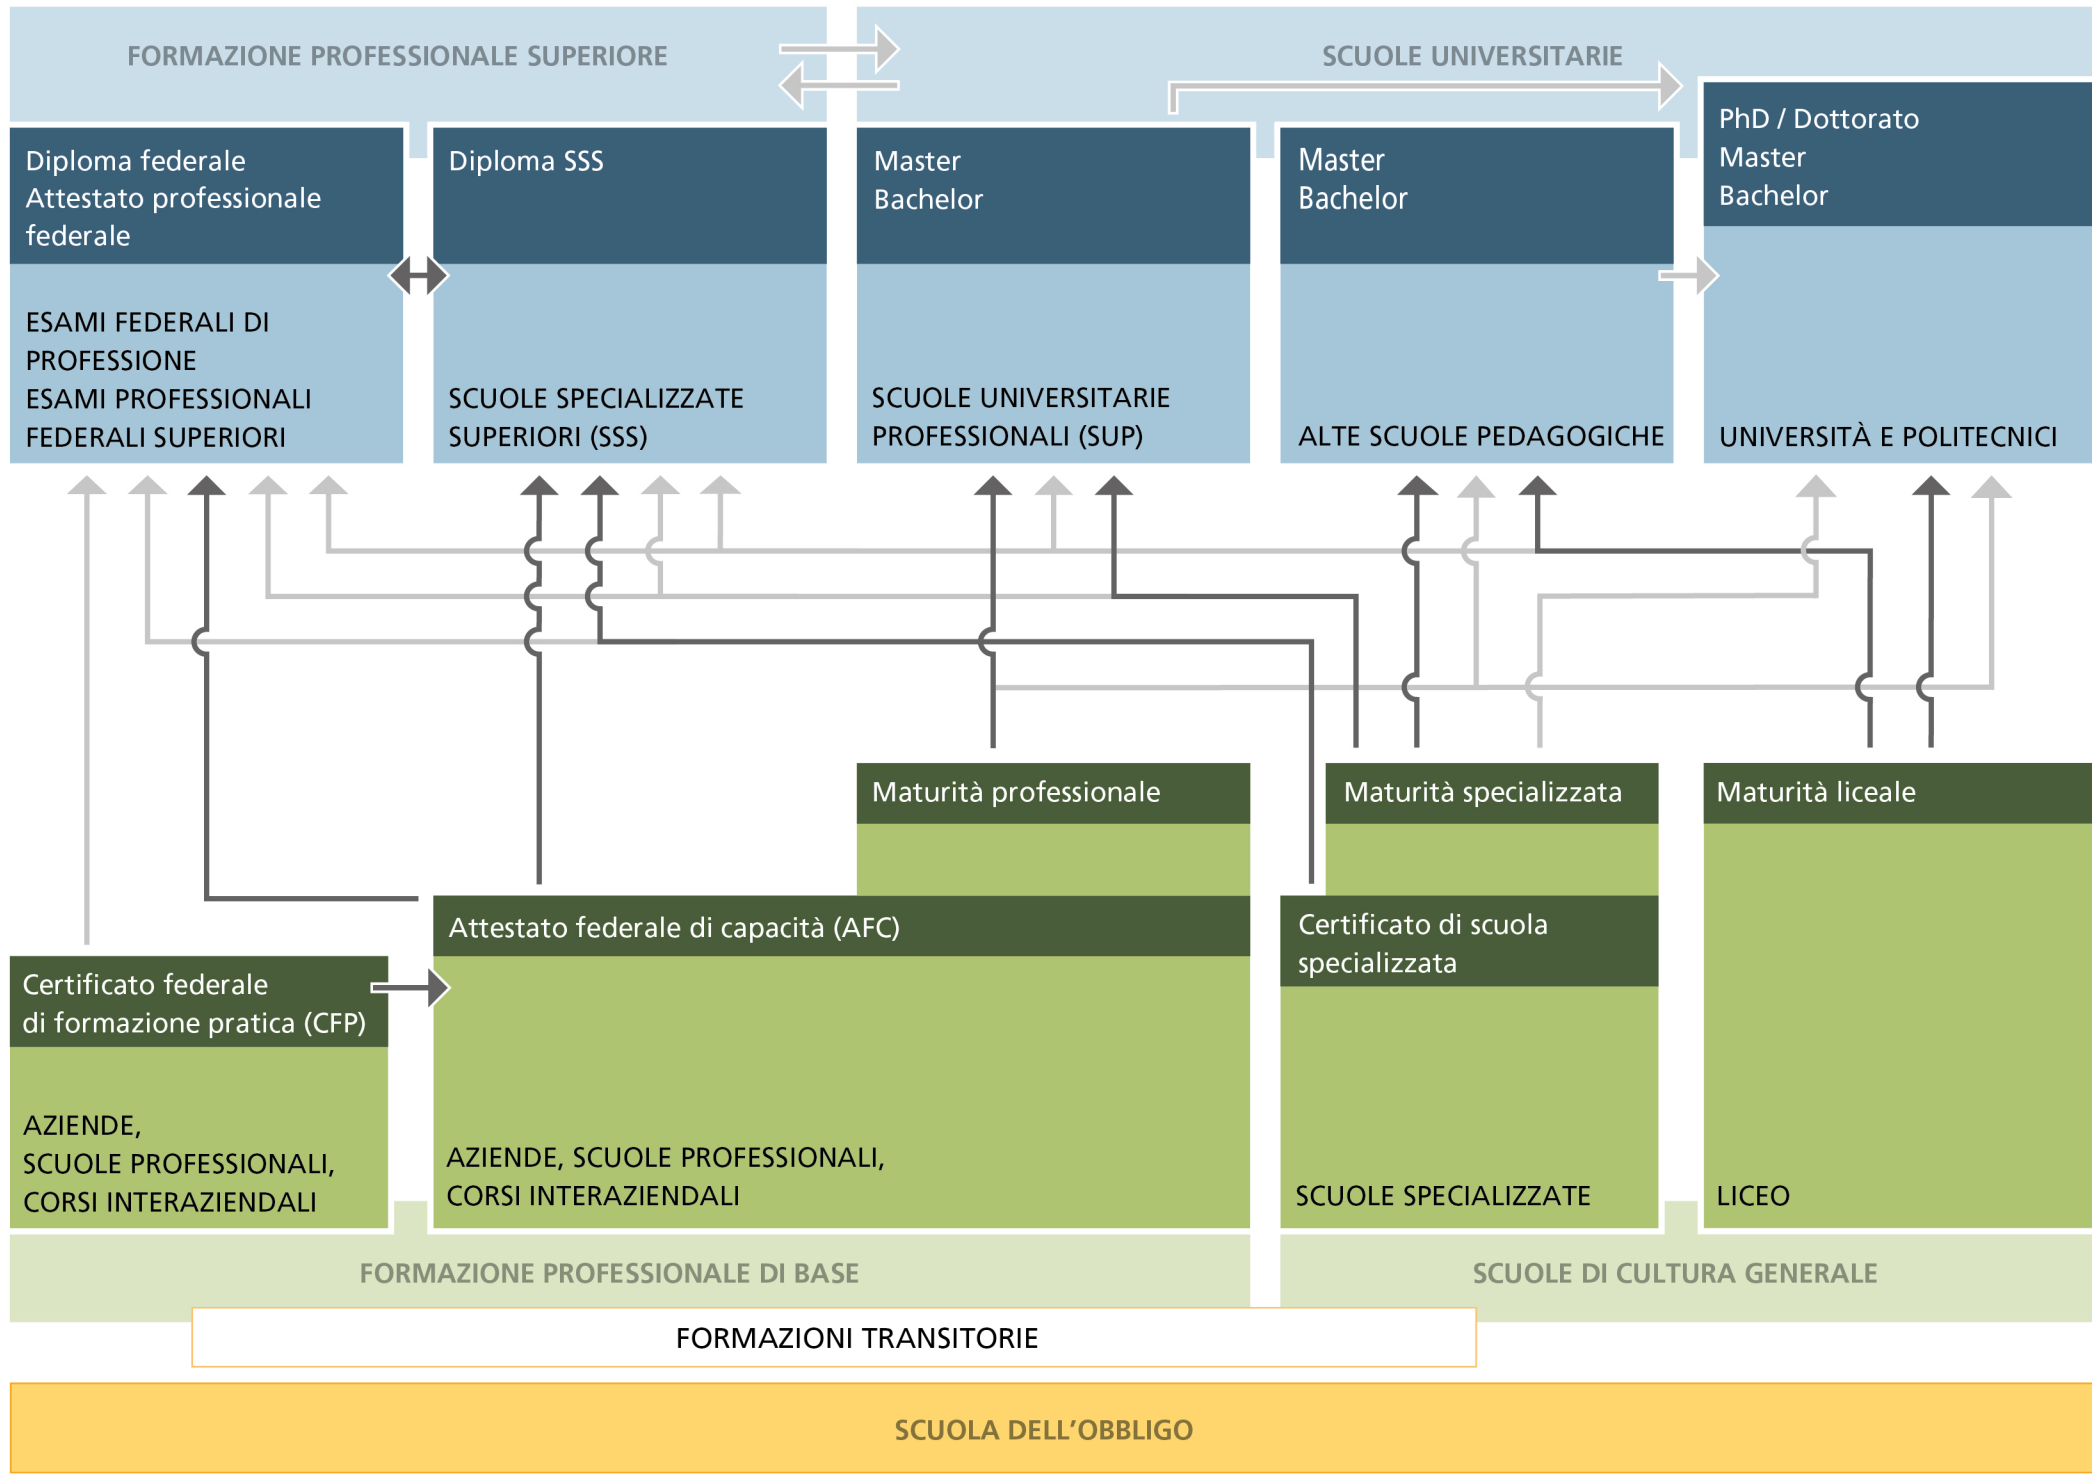 FORMAZIONE PROFESSIONALE SUPERIORE
SCUOLE UNIVERSITARIE
Diploma federale
Attestato professionale
federale
ESAMI FEDERALI DI
PROFESSIONE
ESAMI PROFESSIONALI
FEDERALI SUPERIORI
Diploma SSS
SCUOLE SPECIALIZZATE
SUPERIORI (SSS)
Master
Bachelor
SCUOLE UNIVERSITARIE
PROFESSIONALI (SUP)
Master
Bachelor
ALTE SCUOLE PEDAGOGICHE
PhD / Dottorato
Master
Bachelor
UNIVERSITÀ E POLITECNICI
Maturità professionale
Maturità specializzata
Maturità liceale
Attestato federale di capacità (AFC)
Certificato di scuola
specializzata
Certificato federale
di formazione pratica (CFP)
AZIENDE,
SCUOLE PROFESSIONALI,
CORSI INTERAZIENDALI
AZIENDE, SCUOLE PROFESSIONALI,
CORSI INTERAZIENDALI
SCUOLE SPECIALIZZATE
LICEO
FORMAZIONE PROFESSIONALE DI BASE
SCUOLE DI CULTURA GENERALE
FORMAZIONI TRANSITORIE
SCUOLA DELL’OBBLIGO